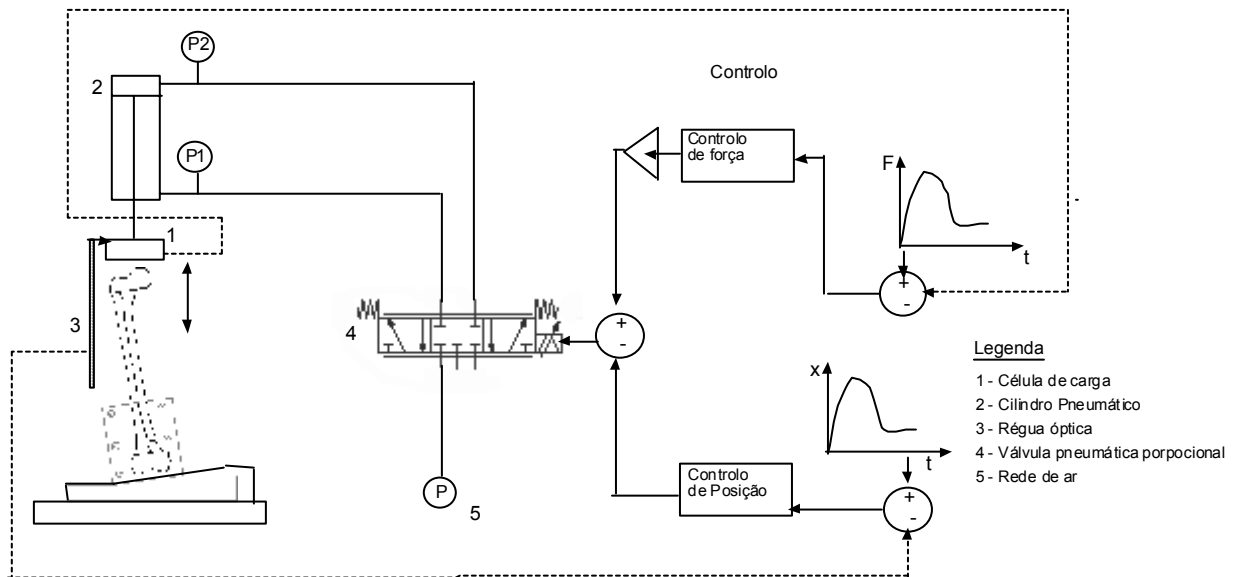 P2
Controlo
2
P1
Controlo
de força
F
t
1
+
-
3
4
+
-
Legenda
1 - Célula de carga
2 - Cilindro Pneumático
3 - Régua óptica
4 - Válvula pneumática porpocional
5 - Rede de ar
x
t
Controlo
de Posição
P
5
+
-